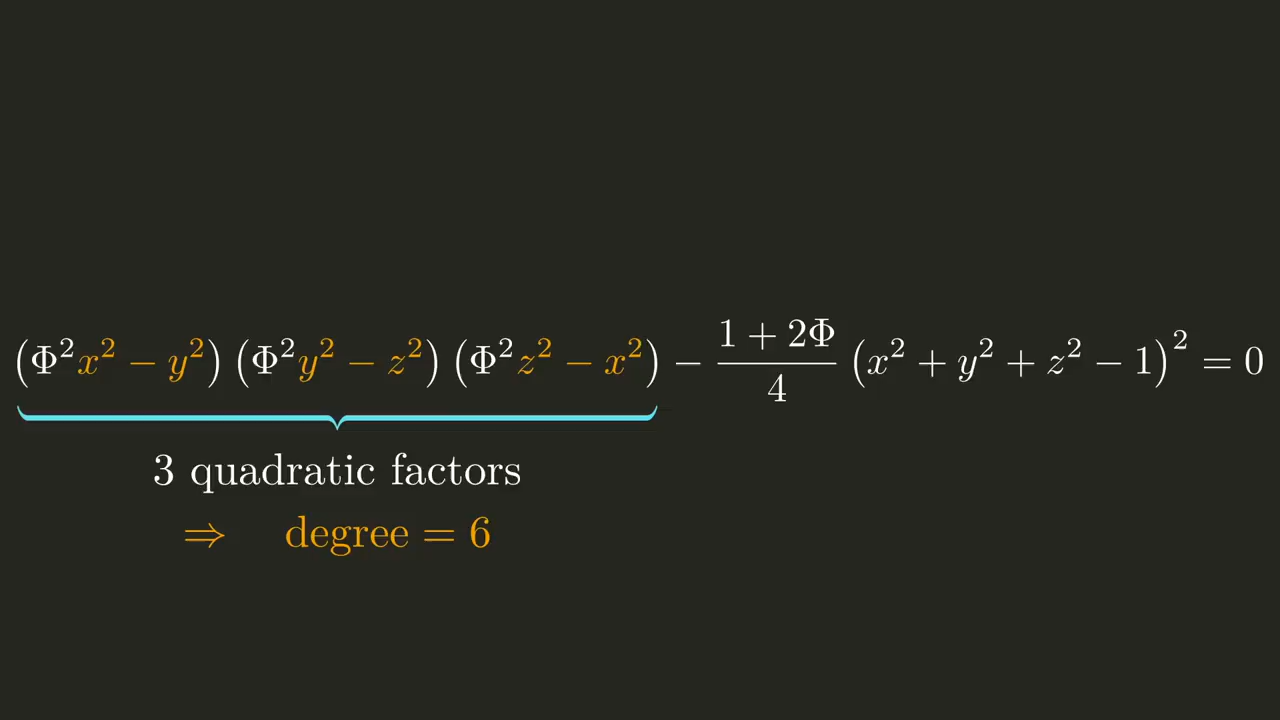 (Φ²x² − y²) (Φ²y² − z²) (Φ²z² − x²) − \frac{1 + 2Φ}{4} (x² + y² + z² − 1)² = 0
3 quadratic factors
⇒ degree = 6